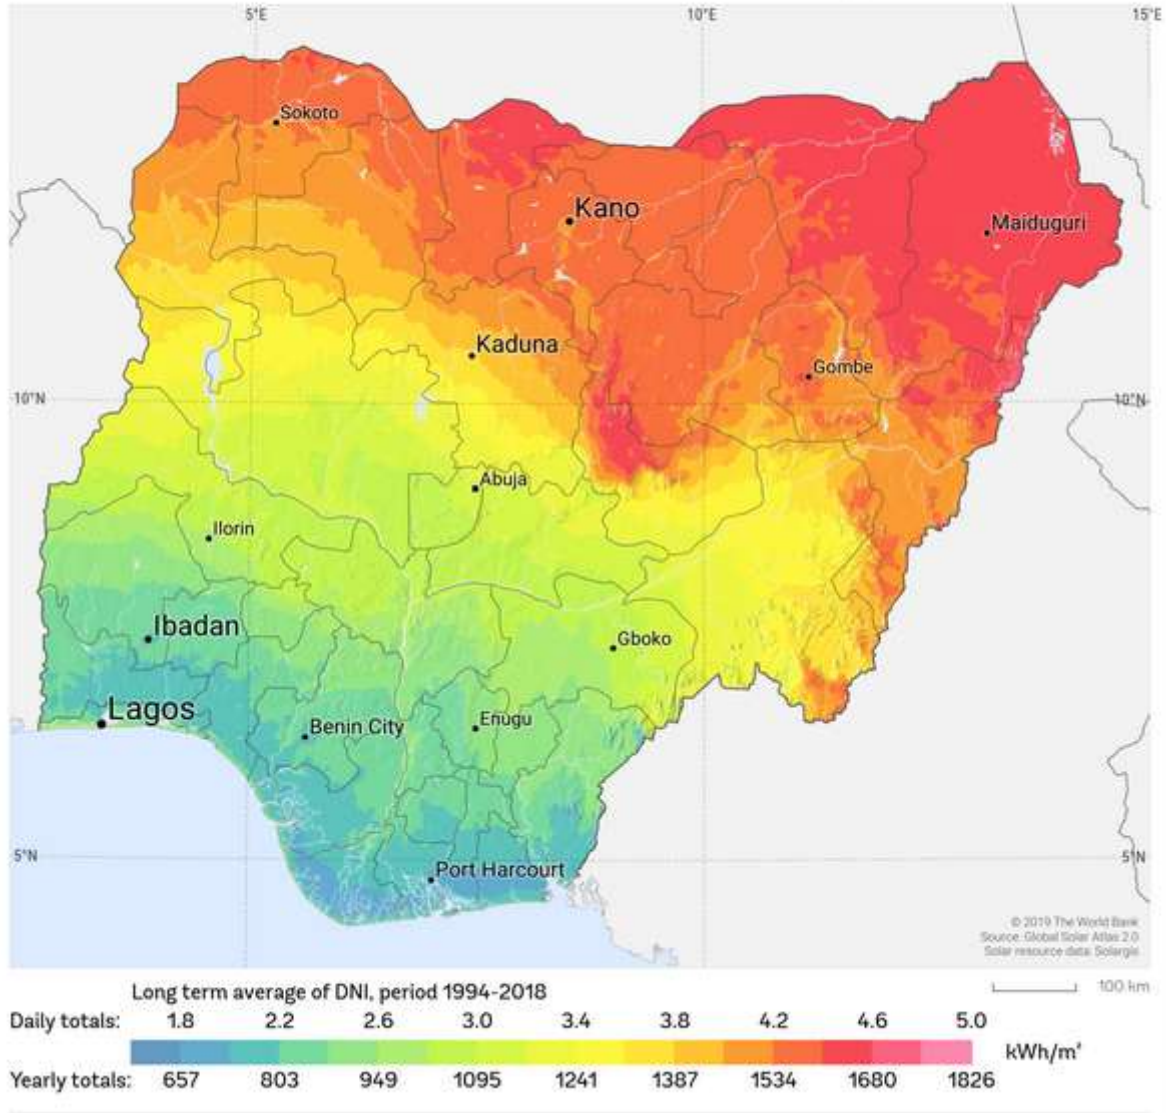 5°E 10°E 15°E
Sokoto
Kano
Maiduguri
Kaduna
Gombe
10°N 10°N
Abuja
Ilorin
Ibadan
Gboko
Lagos
Benin City
Enugu
5°N 5°N
Port Harcourt
© 2019 The World Bank
Source: Global Solar Atlas 2.0
Solar resource data: Solargis
100 km
Long term average of DNI, period 1994-2018
Daily totals: 1.8 2.2 2.6 3.0 3.4 3.8 4.2 4.6 5.0
kWh/m²
Yearly totals: 657 803 949 1095 1241 1387 1534 1680 1826